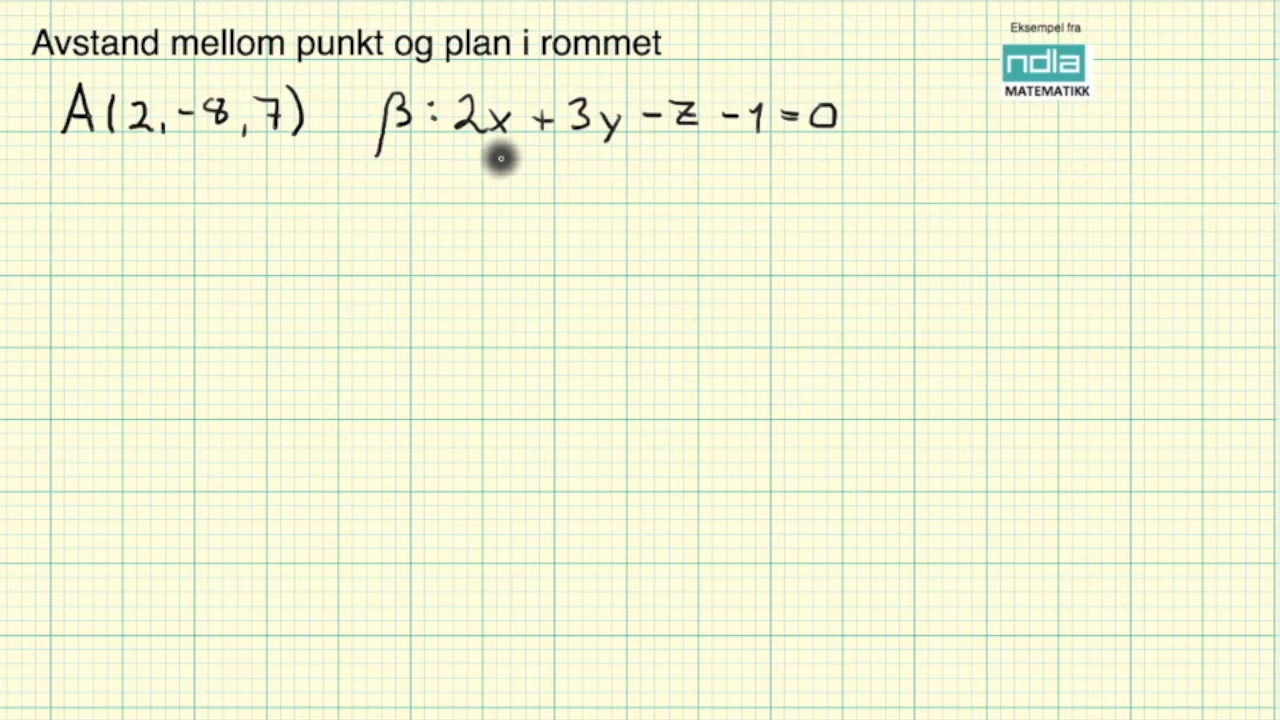 Avstand mellom punkt og plan i rommet
Eksempel fra
ndla
MATEMATIKK
A(2,-8,7) β: 2x + 3y - z - 1 = 0